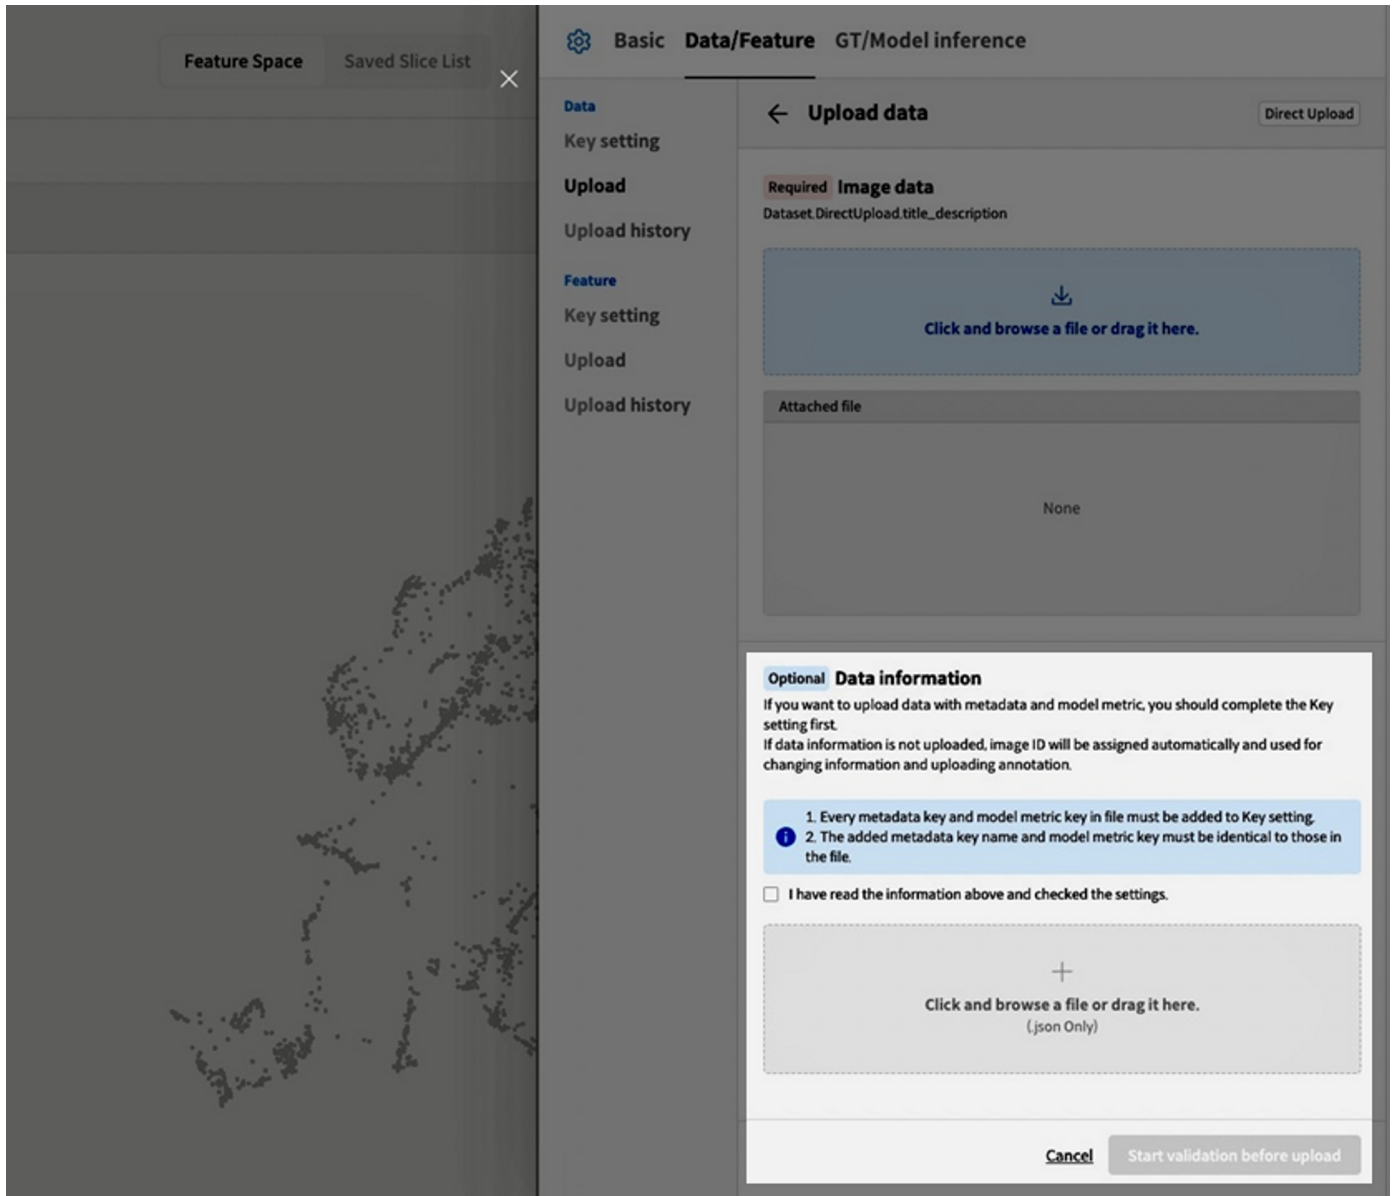 Feature Space
Saved Slice List
Basic
Data/Feature
GT/Model inference
Data
Key setting
Upload
Upload history
Feature
Key setting
Upload
Upload history
Upload data
Direct Upload
Required Image data
Dataset.DirectUpload.title_description
Click and browse a file or drag it here.
Attached file
None
Optional Data information
If you want to upload data with metadata and model metric, you should complete the Key
setting first.
If data information is not uploaded, image ID will be assigned automatically and used for
changing information and uploading annotation.
1. Every metadata key and model metric key in file must be added to Key setting.
2. The added metadata key name and model metric key must be identical to those in
the file.
I have read the information above and checked the settings.
Click and browse a file or drag it here.
(.json Only)
Cancel
Start validation before upload